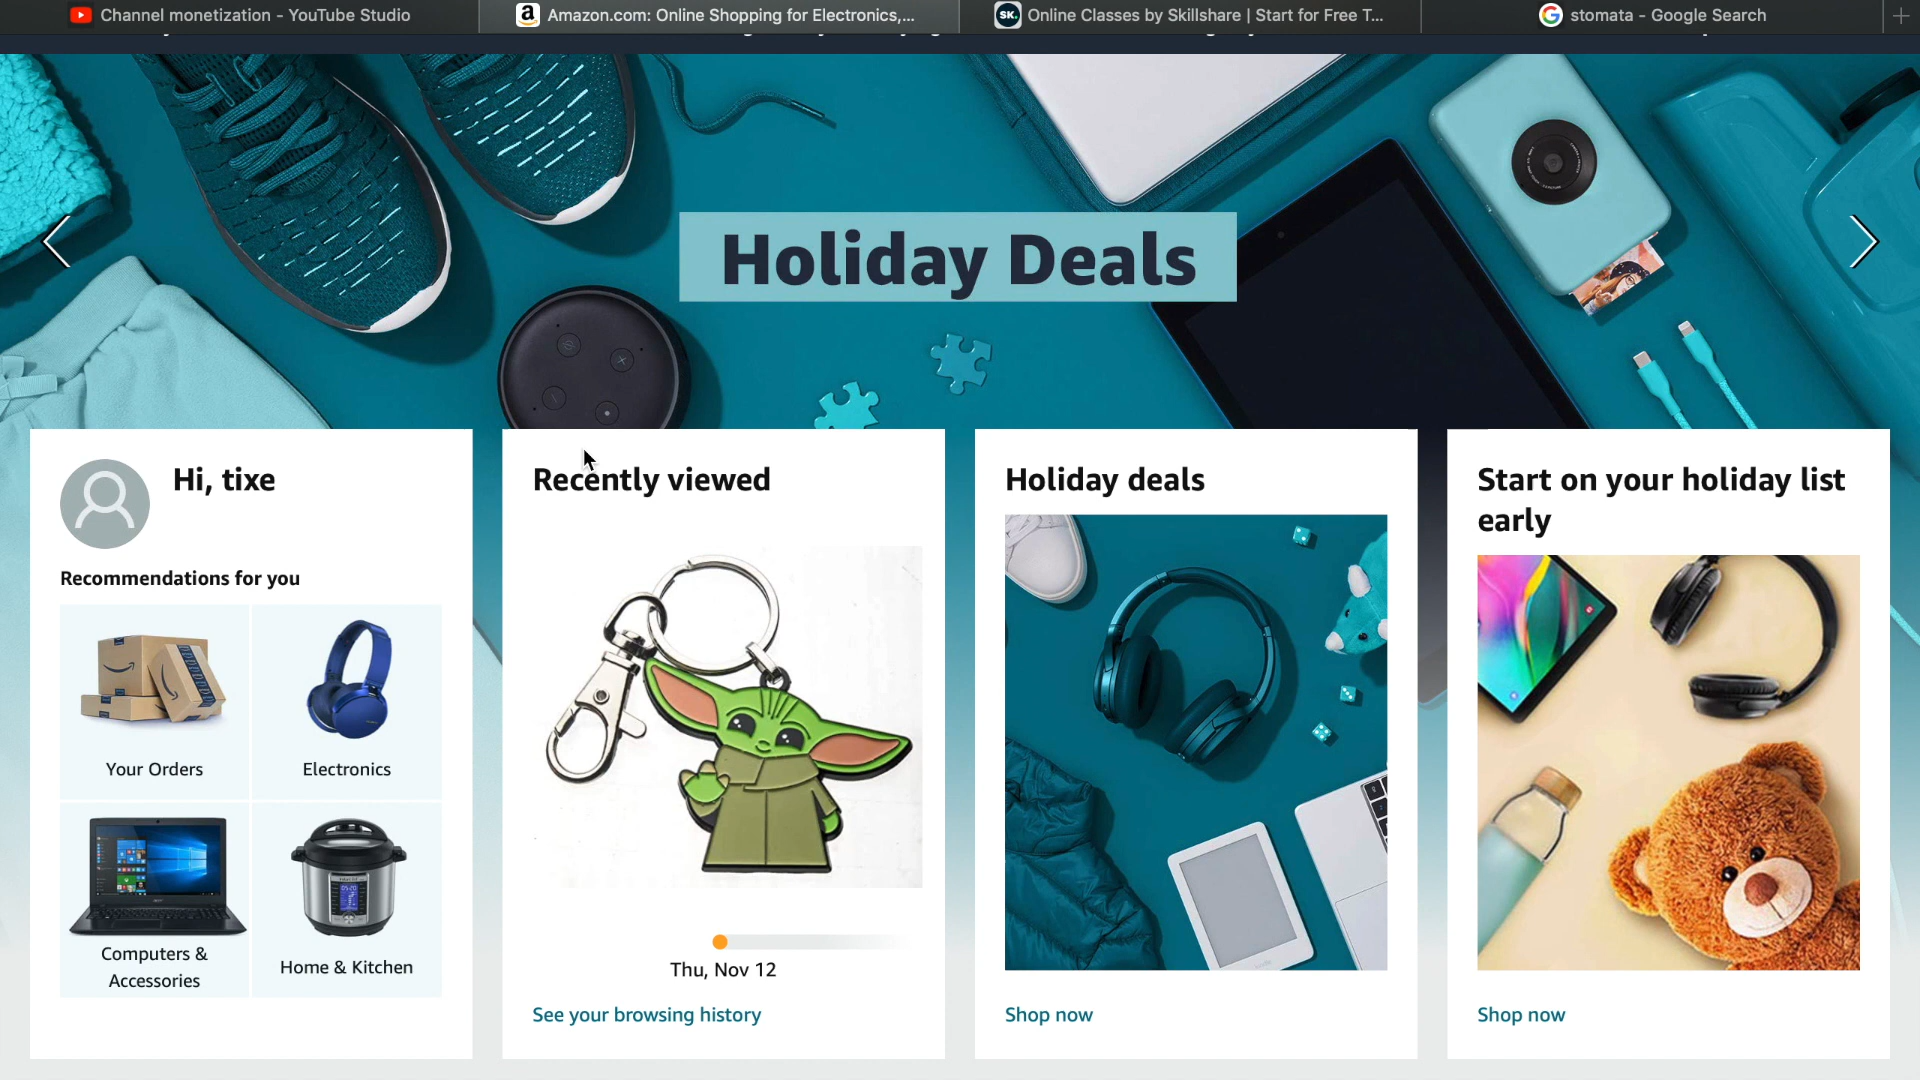 Channel monetization - YouTube Studio
Amazon.com: Online Shopping for Electronics,...
SK.
Online Classes by Skillshare | Start for Free T...
stomata - Google Search
Holiday Deals
Hi, tixe
Recommendations for you
Your Orders
Electronics
Computers &
Accessories
Home & Kitchen
Recently viewed
Thu, Nov 12
See your browsing history
Holiday deals
Shop now
Start on your holiday list
early
Shop now